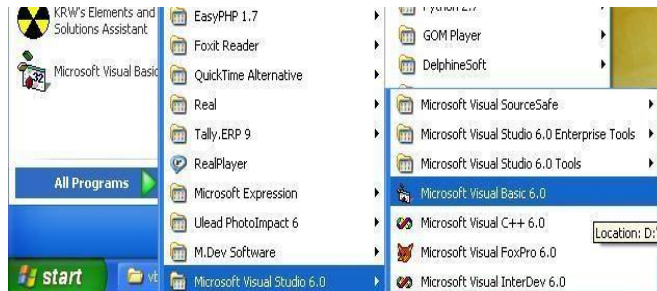 KRW's Elements and
Solutions Assistant
Microsoft Visual Basic
All Programs
start
vb
EasyPHP 1.7
Foxit Reader
QuickTime Alternative
Real
Tally.ERP 9
RealPlayer
Microsoft Expression
Ulead PhotoImpact 6
M.Dev Software
Microsoft Visual Studio 6.0
Python 2.7
GOM Player
DelphineSoft
Microsoft Visual SourceSafe
Microsoft Visual Studio 6.0 Enterprise Tools
Microsoft Visual Studio 6.0 Tools
Microsoft Visual Basic 6.0
Microsoft Visual C++ 6.0
Location: D:
Microsoft Visual FoxPro 6.0
Microsoft Visual InterDev 6.0